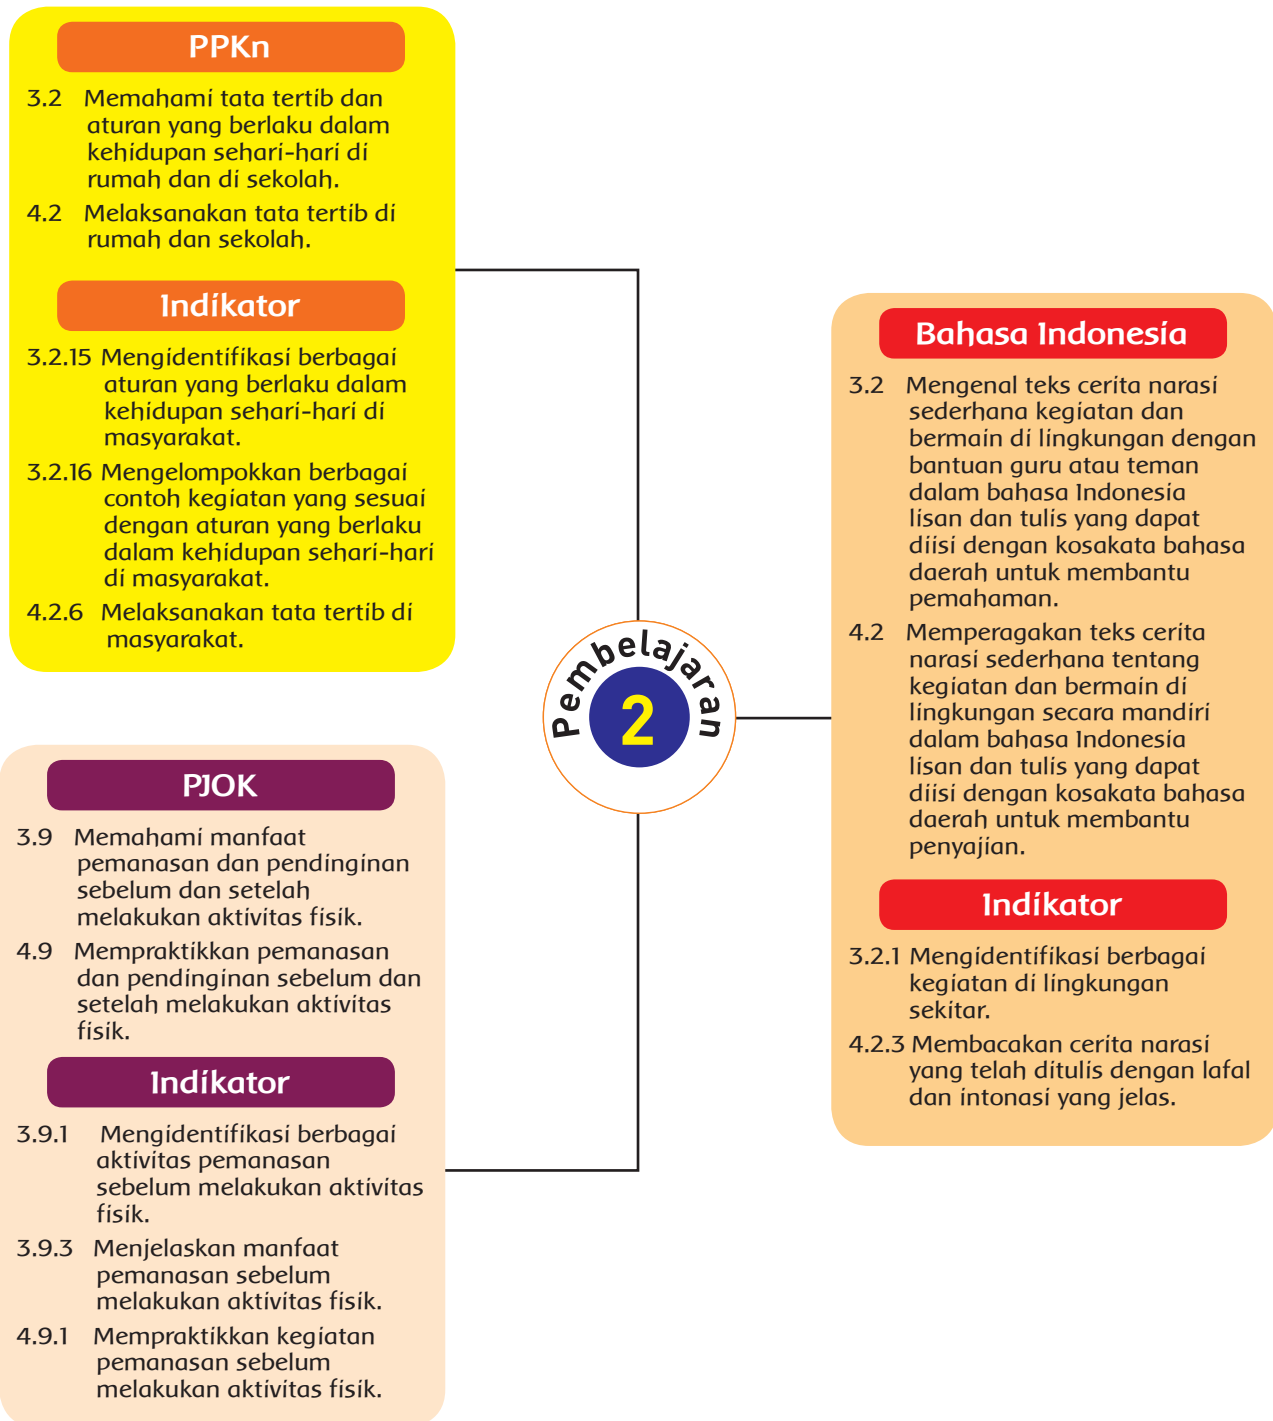 PPKn
3.2 Memahami tata tertib dan
aturan yang berlaku dalam
kehidupan sehari-hari di
rumah dan di sekolah.
4.2 Melaksanakan tata tertib di
rumah dan sekolah.
Indikator
3.2.15 Mengidentifikasi berbagai
aturan yang berlaku dalam
kehidupan sehari-hari di
masyarakat.
3.2.16 Mengelompokkan berbagai
contoh kegiatan yang sesuai
dengan aturan yang berlaku
dalam kehidupan sehari-hari
di masyarakat.
4.2.6 Melaksanakan tata tertib di
masyarakat.
PJOK
3.9 Memahami manfaat
pemanasan dan pendinginan
sebelum dan setelah
melakukan aktivitas fisik.
4.9 Mempraktikkan pemanasan
dan pendinginan sebelum dan
setelah melakukan aktivitas
fisik.
Indikator
3.9.1 Mengidentifikasi berbagai
aktivitas pemanasan
sebelum melakukan aktivitas
fisik.
3.9.3 Menjelaskan manfaat
pemanasan sebelum
melakukan aktivitas fisik.
4.9.1 Mempraktikkan kegiatan
pemanasan sebelum
melakukan aktivitas fisik.
Pembelajaran
2
Bahasa Indonesia
3.2 Mengenal teks cerita narasi
sederhana kegiatan dan
bermain di lingkungan dengan
bantuan guru atau teman
dalam bahasa Indonesia
lisan dan tulis yang dapat
diisi dengan kosakata bahasa
daerah untuk membantu
pemahaman.
4.2 Memperagakan teks cerita
narasi sederhana tentang
kegiatan dan bermain di
lingkungan secara mandiri
dalam bahasa Indonesia
lisan dan tulis yang dapat
diisi dengan kosakata bahasa
daerah untuk membantu
penyajian.
Indikator
3.2.1 Mengidentifikasi berbagai
kegiatan di lingkungan
sekitar.
4.2.3 Membacakan cerita narasi
yang telah ditulis dengan lafal
dan intonasi yang jelas.